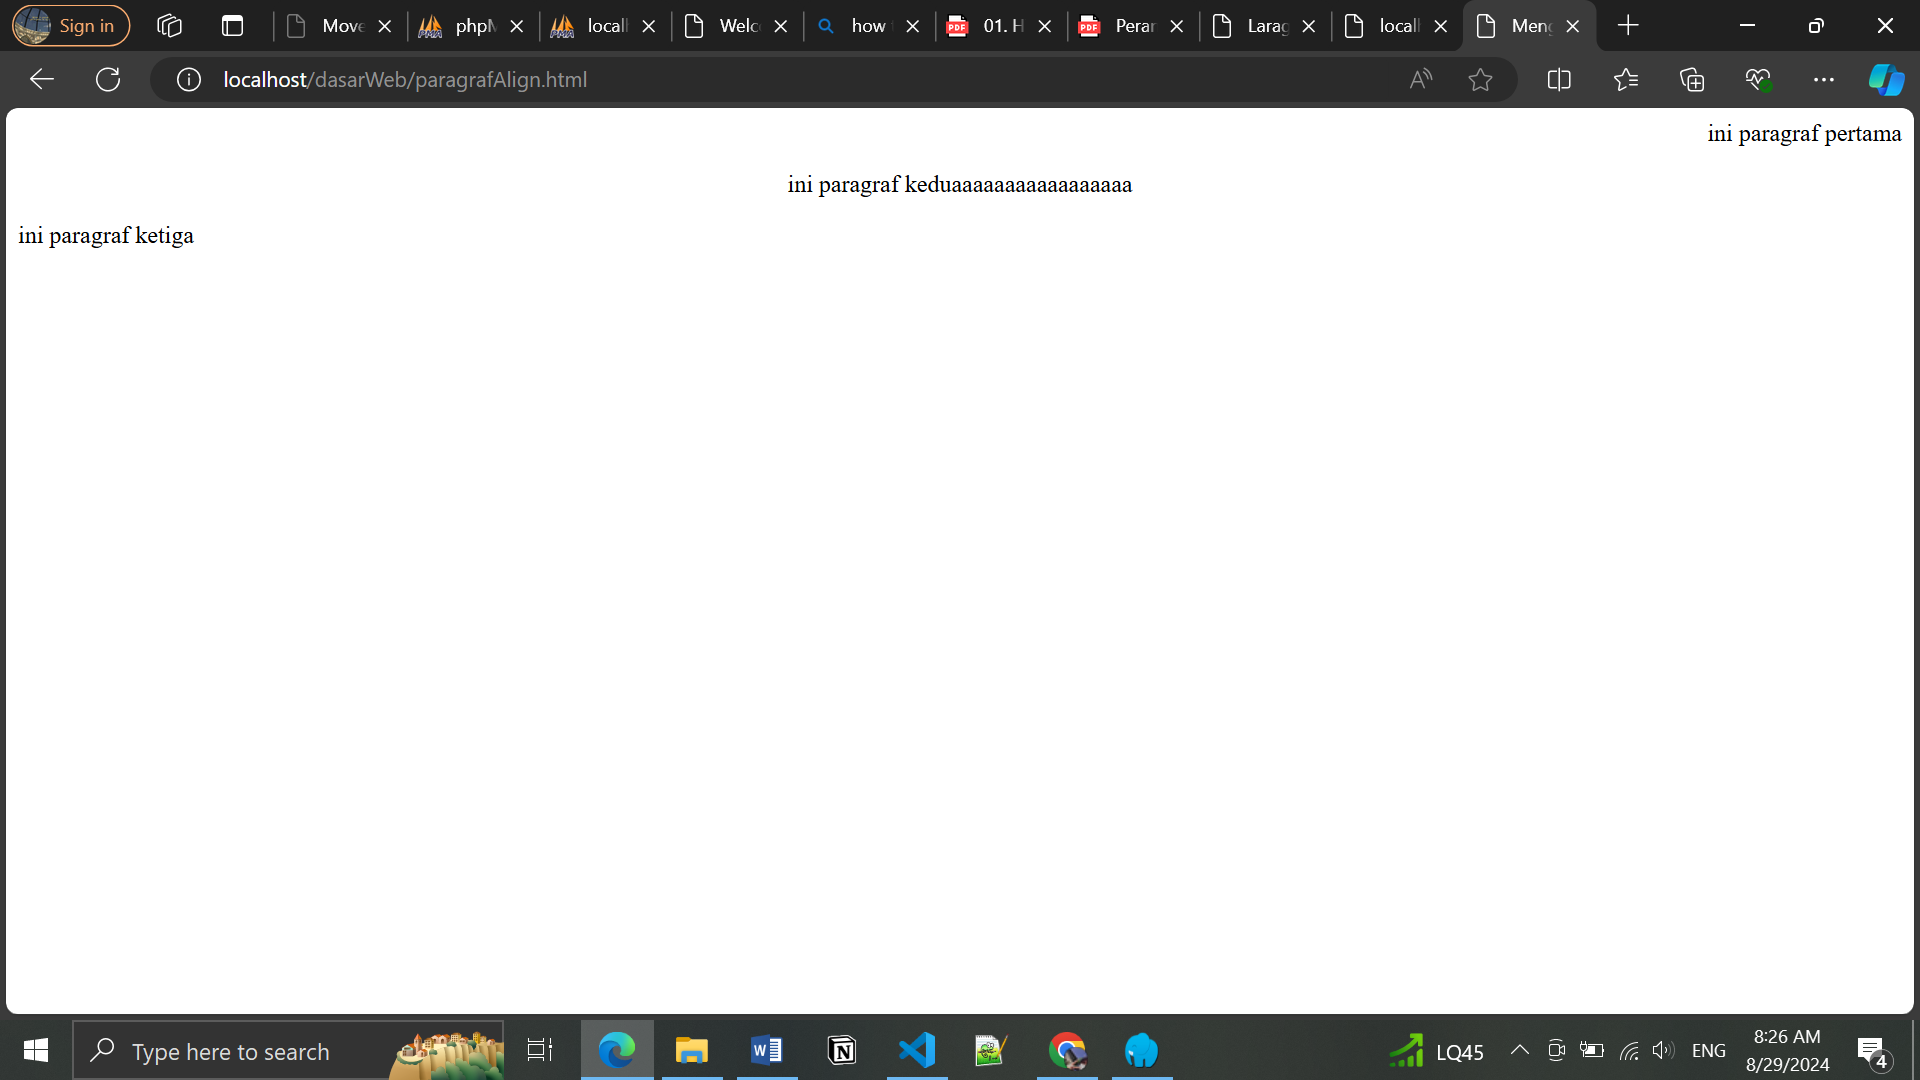 Sign in
Move
phpM
locall
Welc
how
01. H
Perar
Larag
locall
Meng
localhost/dasarWeb/paragrafAlign.html
ini paragraf pertama
ini paragraf keduaaaaaaaaaaaaaaaaa
ini paragraf ketiga
Type here to search
LQ45
ENG
8:26 AM
8/29/2024
4